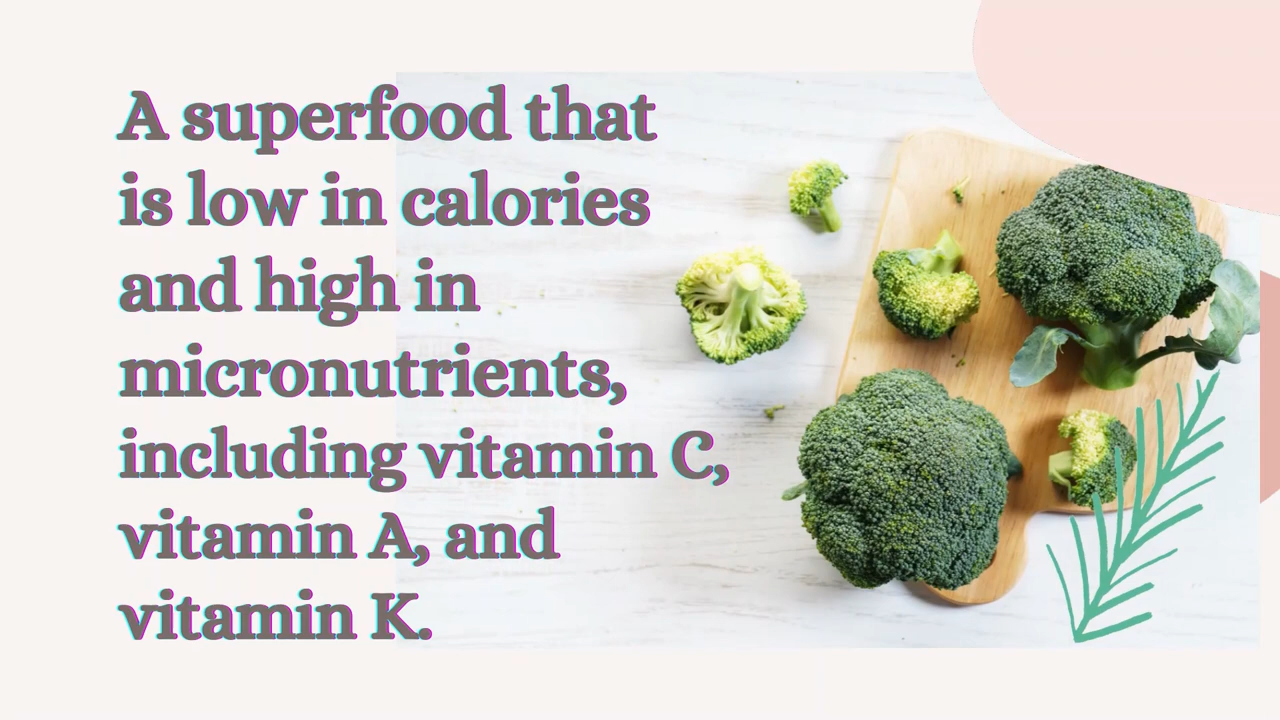 A superfood that
is low in calories
and high in
micronutrients,
including vitamin C,
vitamin A, and
vitamin K.